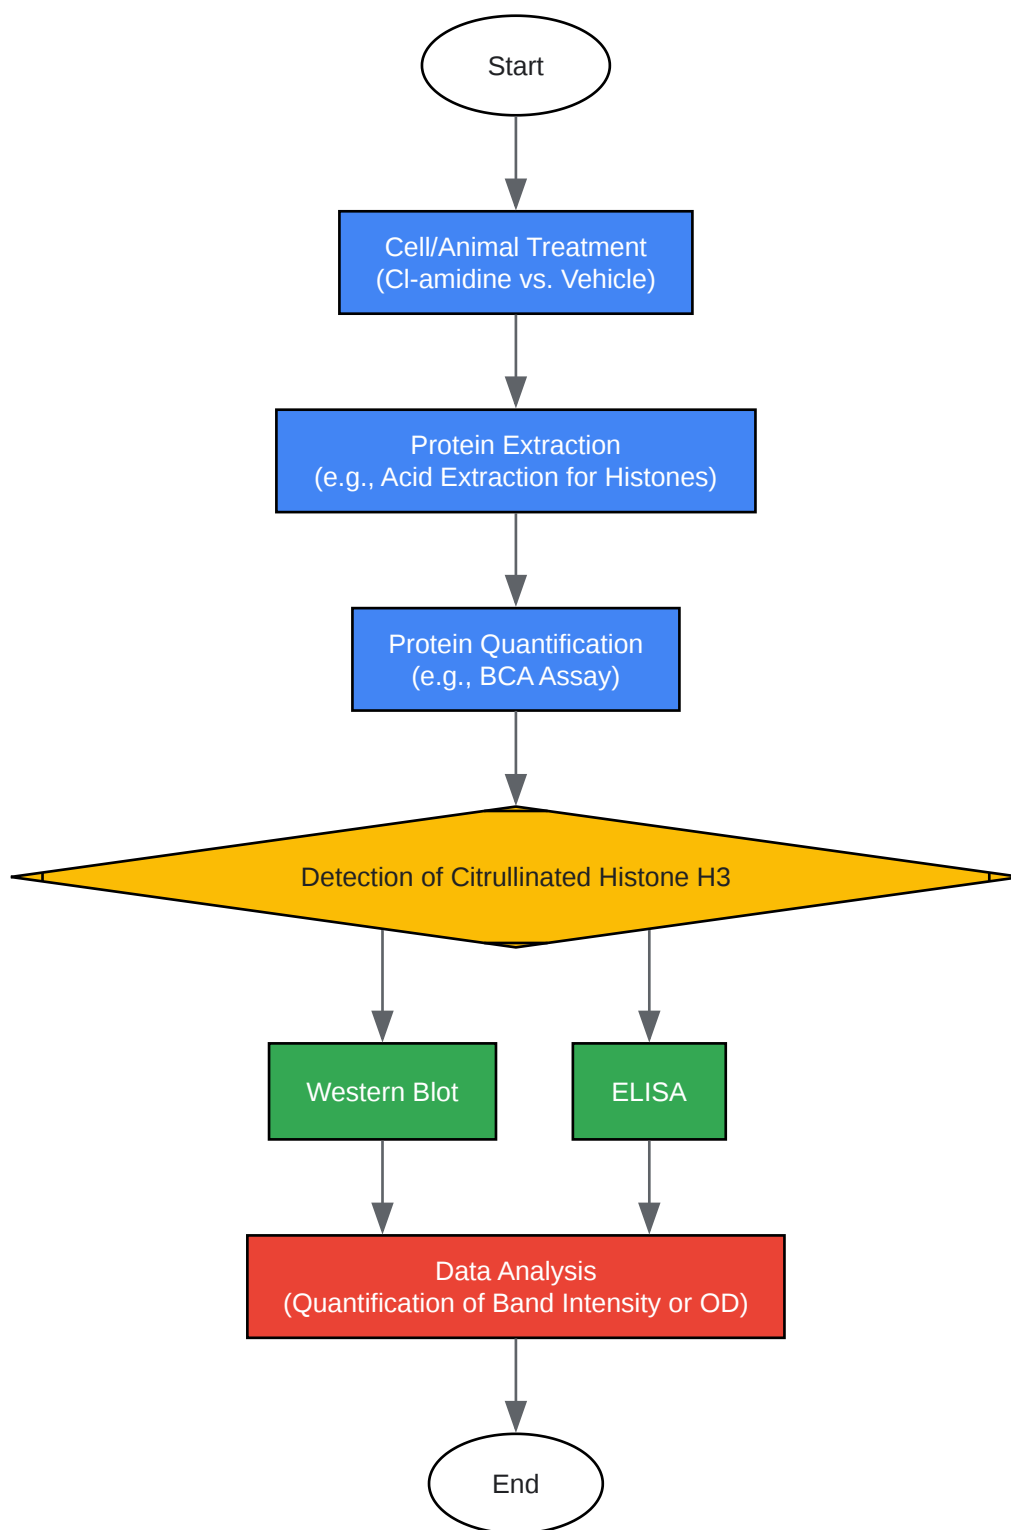 Start
Cell/Animal Treatment
(Cl-amidine vs. Vehicle)
Protein Extraction
(e.g., Acid Extraction for Histones)
Protein Quantification
(e.g., BCA Assay)
Detection of Citrullinated Histone H3
Western Blot
ELISA
Data Analysis
(Quantification of Band Intensity or OD)
End